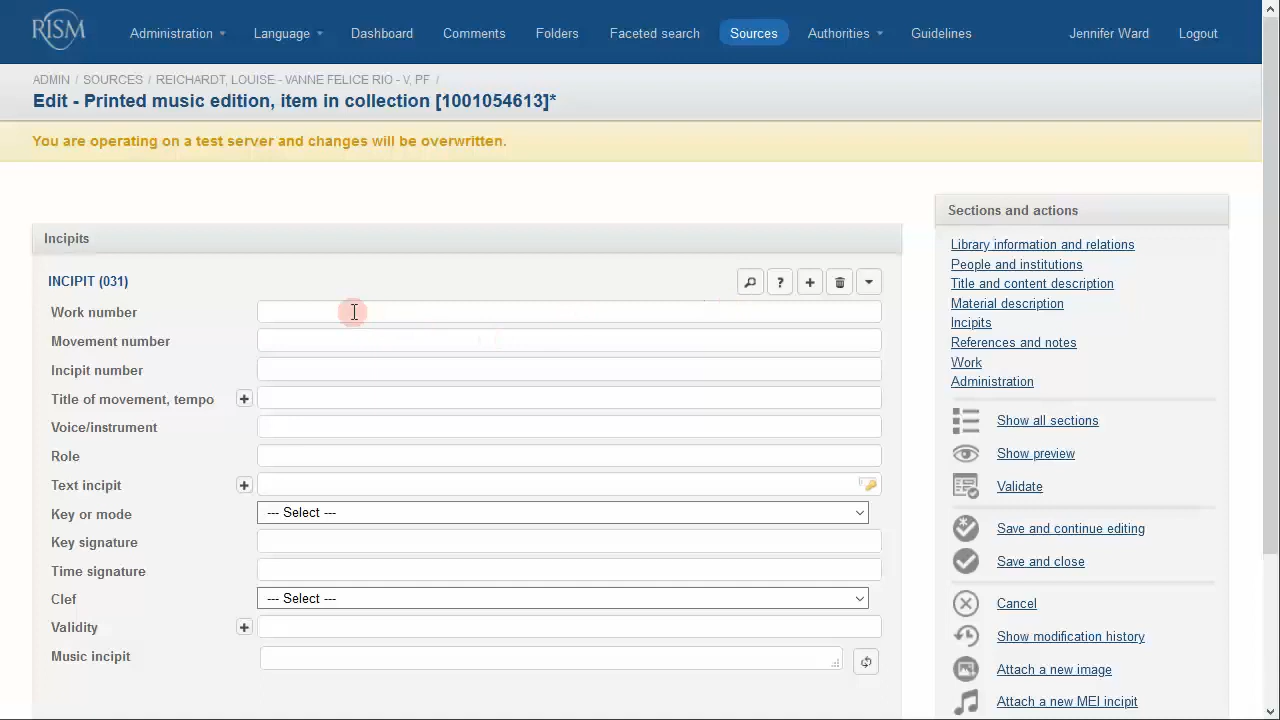 RISM
Administration Language Dashboard Comments Folders Faceted search Sources Authorities Guidelines Jennifer Ward Logout
ADMIN / SOURCES / REICHARDT, LOUISE - VANNE FELICE RIO - V, PF /
Edit - Printed music edition, item in collection [1001054613]*
You are operating on a test server and changes will be overwritten.
Incipits
INCIPIT (031)
?
Work number
Movement number
Incipit number
Title of movement, tempo
Voice/instrument
Role
Text incipit
Key or mode
--- Select ---
Key signature
Time signature
Clef
--- Select ---
Validity
Music incipit
Sections and actions
Library information and relations
People and institutions
Title and content description
Material description
Incipits
References and notes
Work
Administration
Show all sections
Show preview
Validate
Save and continue editing
Save and close
Cancel
Show modification history
Attach a new image
Attach a new MEI incipit